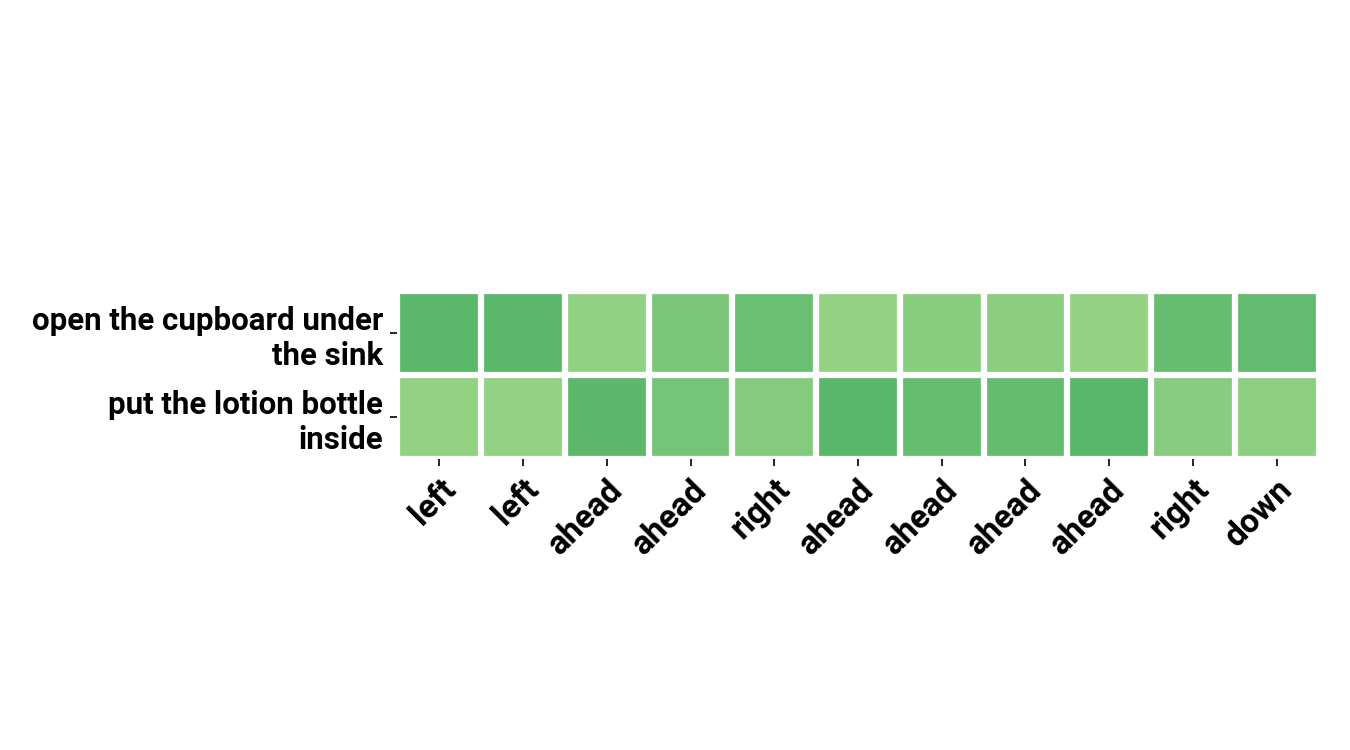 open the cupboard under
the sink
put the lotion bottle
inside
left
left
ahead
ahead
right
ahead
ahead
ahead
ahead
right
down